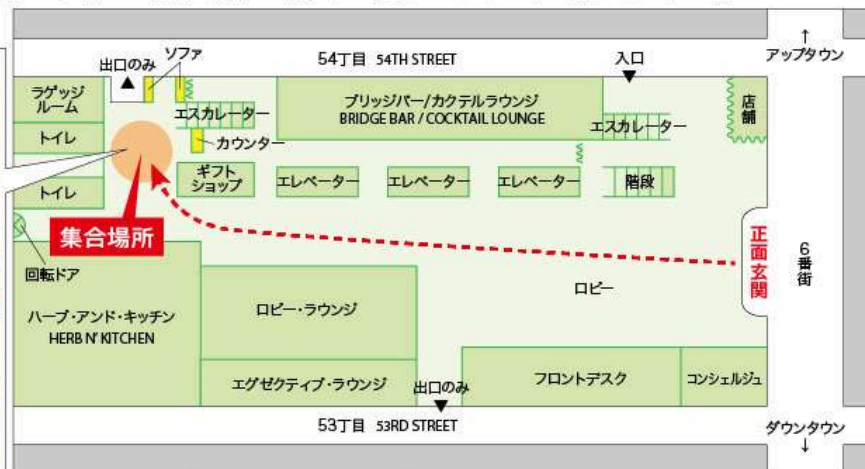 54丁目 54TH STREET
↑
アップタウン
出口のみ
ソファ
入口
ラゲッジ
ルーム
エスカレーター
ブリッジバー/カクテルラウンジ
BRIDGE BAR / COCKTAIL LOUNGE
エスカレーター
店舗
トイレ
カウンター
トイレ
ギフト
ショップ
エレベーター
エレベーター
エレベーター
階段
集合場所
正面玄関
6番街
回転ドア
ロビー
ハーブ・アンド・キッチン
HERB N' KITCHEN
ロビー・ラウンジ
エグゼクティブ・ラウンジ
出口のみ
フロントデスク
コンシェルジュ
53丁目 53RD STREET
ダウンタウン
↓